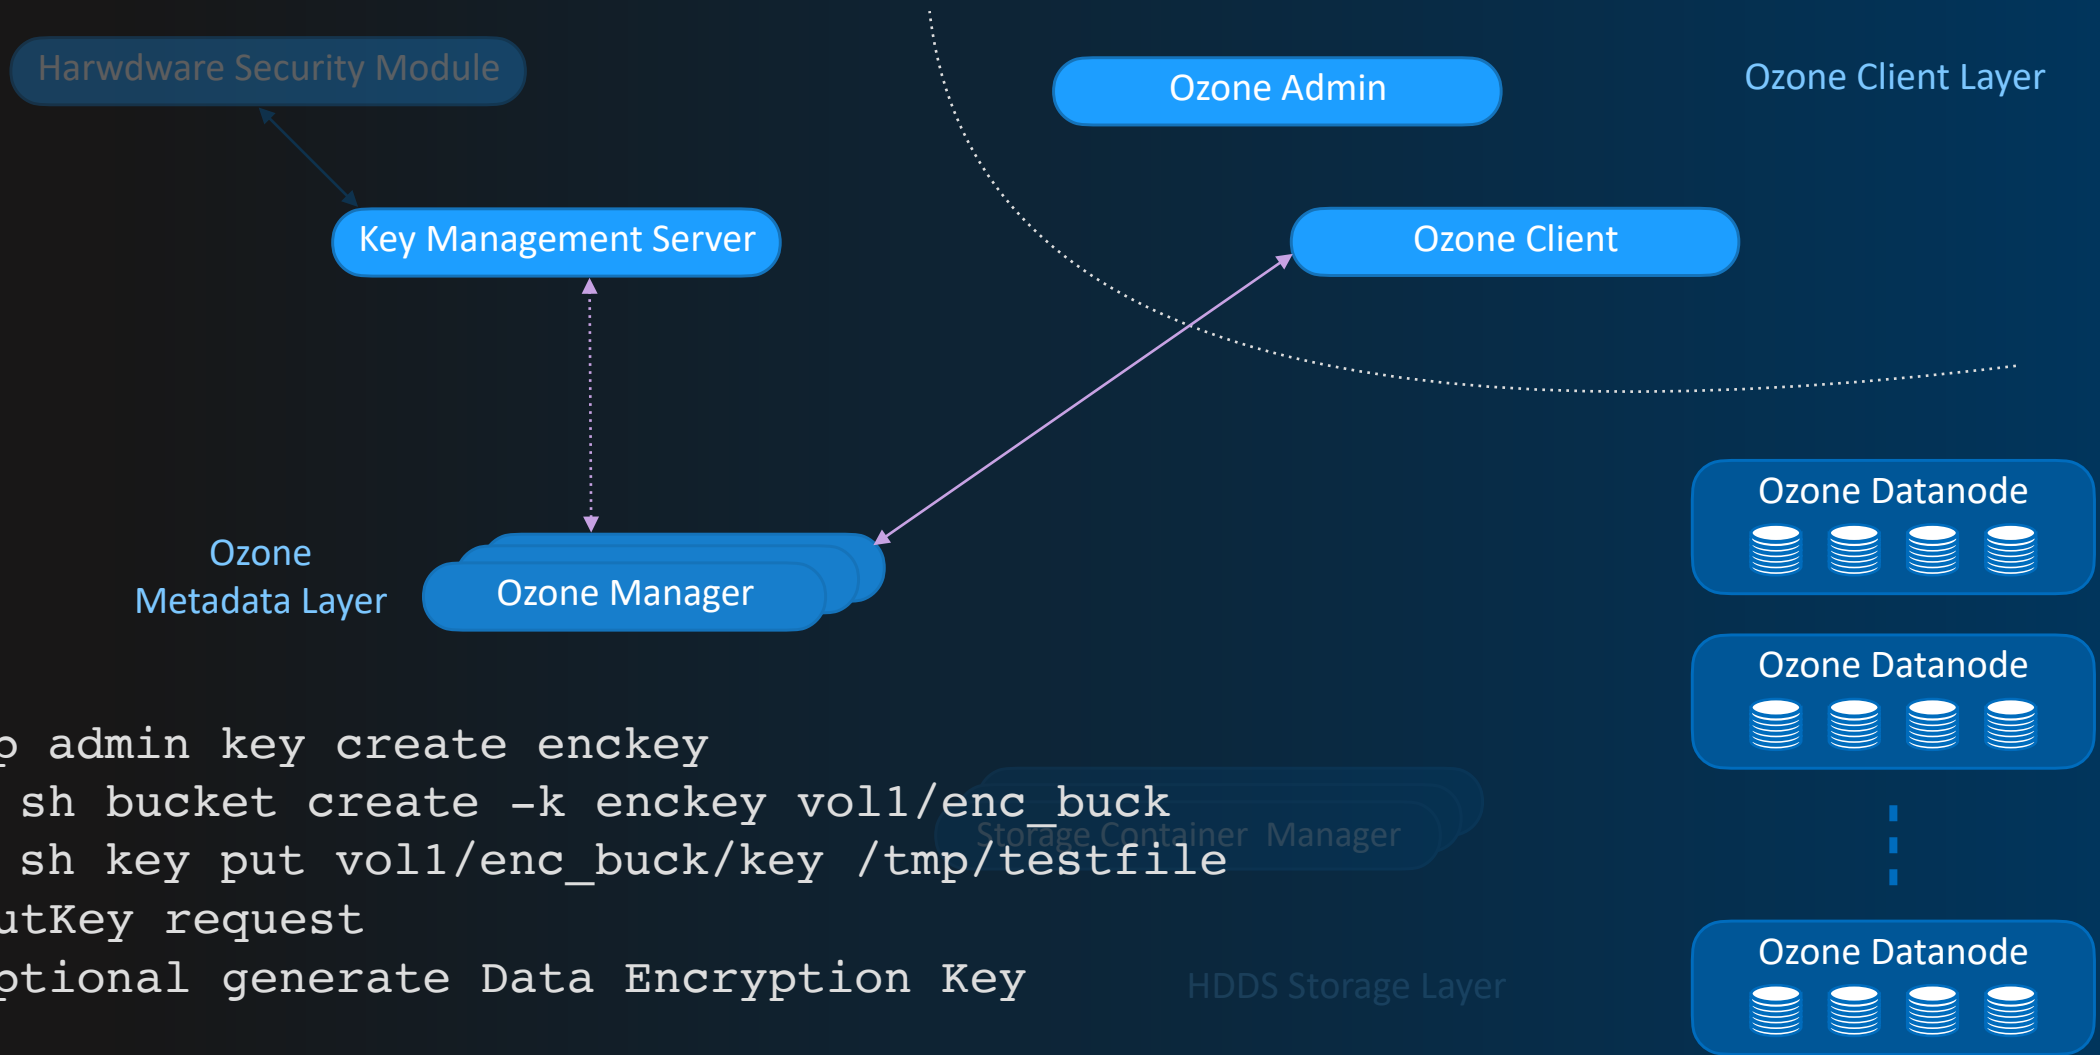 Harwdware Security Module
Ozone Admin
Ozone Client Layer
Key Management Server
Ozone Client
Ozone Datanode
Ozone
Metadata Layer
Ozone Manager
Ozone Datanode
admin key create enckey
sh bucket create –k enckey vol1/enc_buck
Storage Container Manager
sh key put vol1/enc_buck/key /tmp/testfile
utKey request
Ozone Datanode
ptional generate Data Encryption Key
HDDS Storage Layer